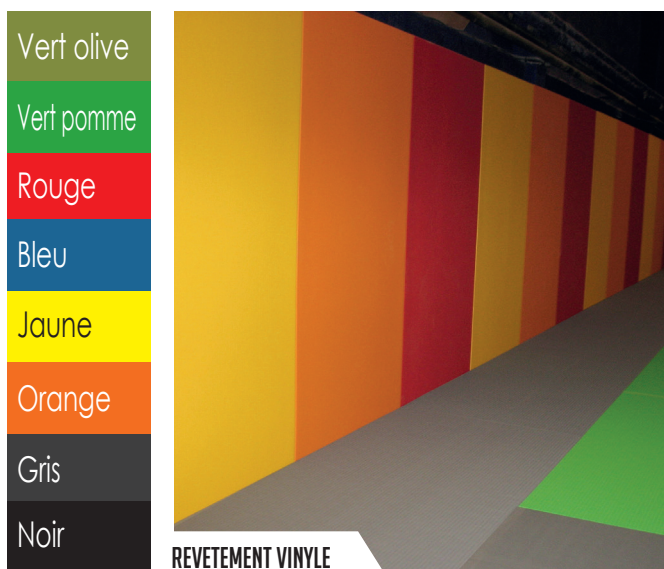 Vert olive
Vert pomme
Rouge
Bleu
Jaune
Orange
Gris
Noir
REVETEMENT VINYLE